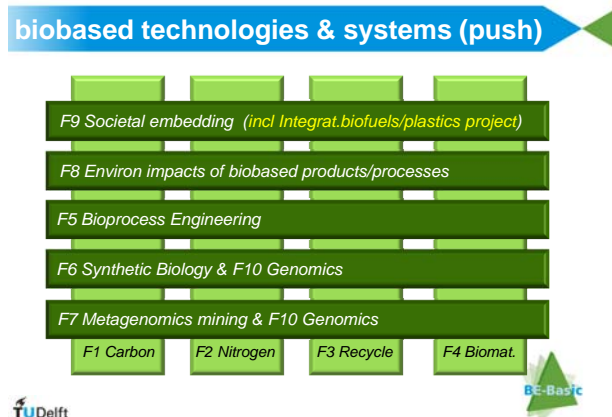 biobased technologies & systems (push)
F9 Societal embedding (incl Integrat.biofuels/plastics project)
F8 Environ impacts of biobased products/processes
F5 Bioprocess Engineering
F6 Synthetic Biology & F10 Genomics
F7 Metagenomics mining & F10 Genomics
F1 Carbon F2 Nitrogen F3 Recycle F4 Biomat.
BE-Basic
TUDelft